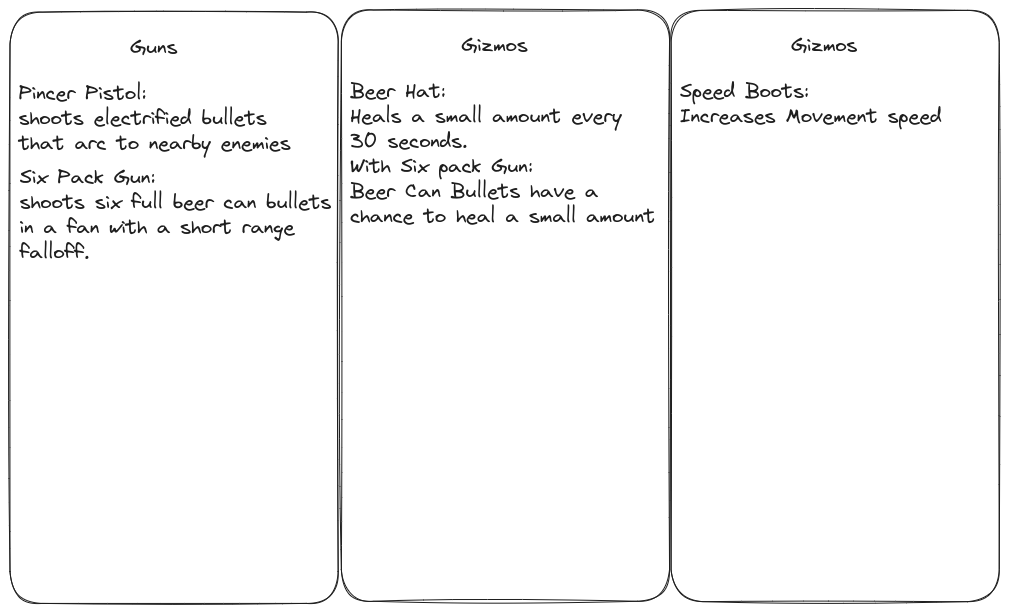 Guns
Pincer Pistol:
shoots electrified bullets
that arc to nearby enemies
Six Pack Gun:
shoots six full beer can bullets
in a fan with a short range
falloff.
Gizmos
Beer Hat:
Heals a small amount every
30 seconds.
With Six pack Gun:
Beer Can Bullets have a
chance to heal a small amount
Gizmos
Speed Boots:
Increases Movement speed